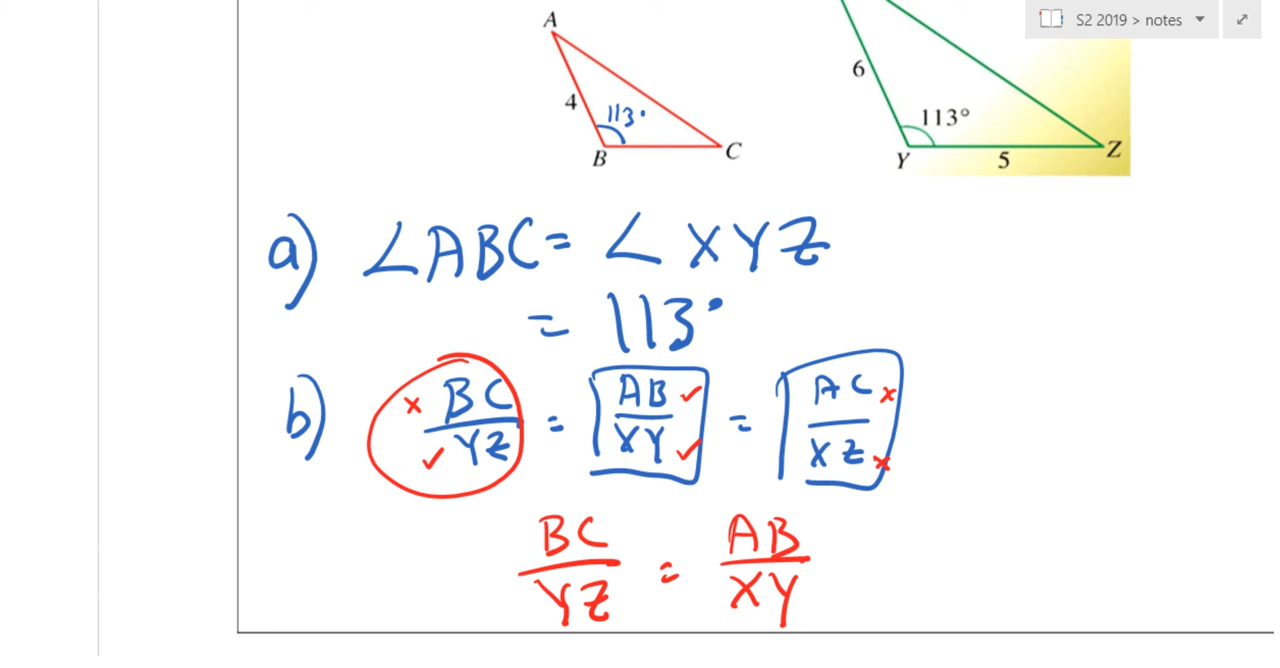 S2 2019 > notes
A
6
4
113°
113°
B
C
Y
5
Z
a) ∠ABC = ∠XYZ
= 113°
b) × BC / ✓ YZ = AB ✓ / XY ✓ = AC × / XZ ×
BC / YZ = AB / XY